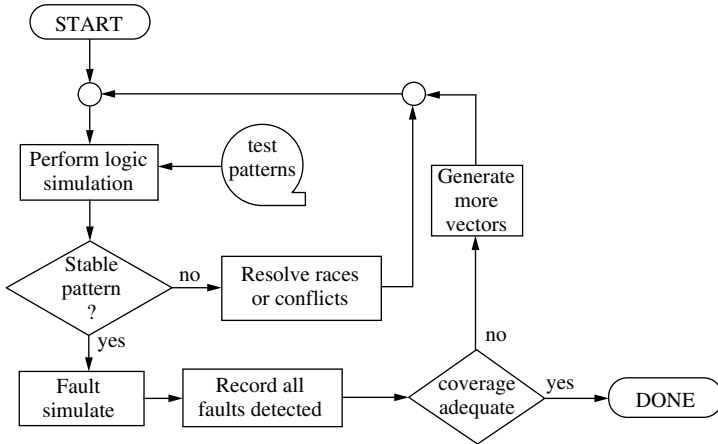 START
Perform logic
simulation
test
patterns
Generate
more
vectors
Stable
pattern
?
no
Resolve races
or conflicts
yes
no
Fault
simulate
Record all
faults detected
coverage
adequate
yes
DONE